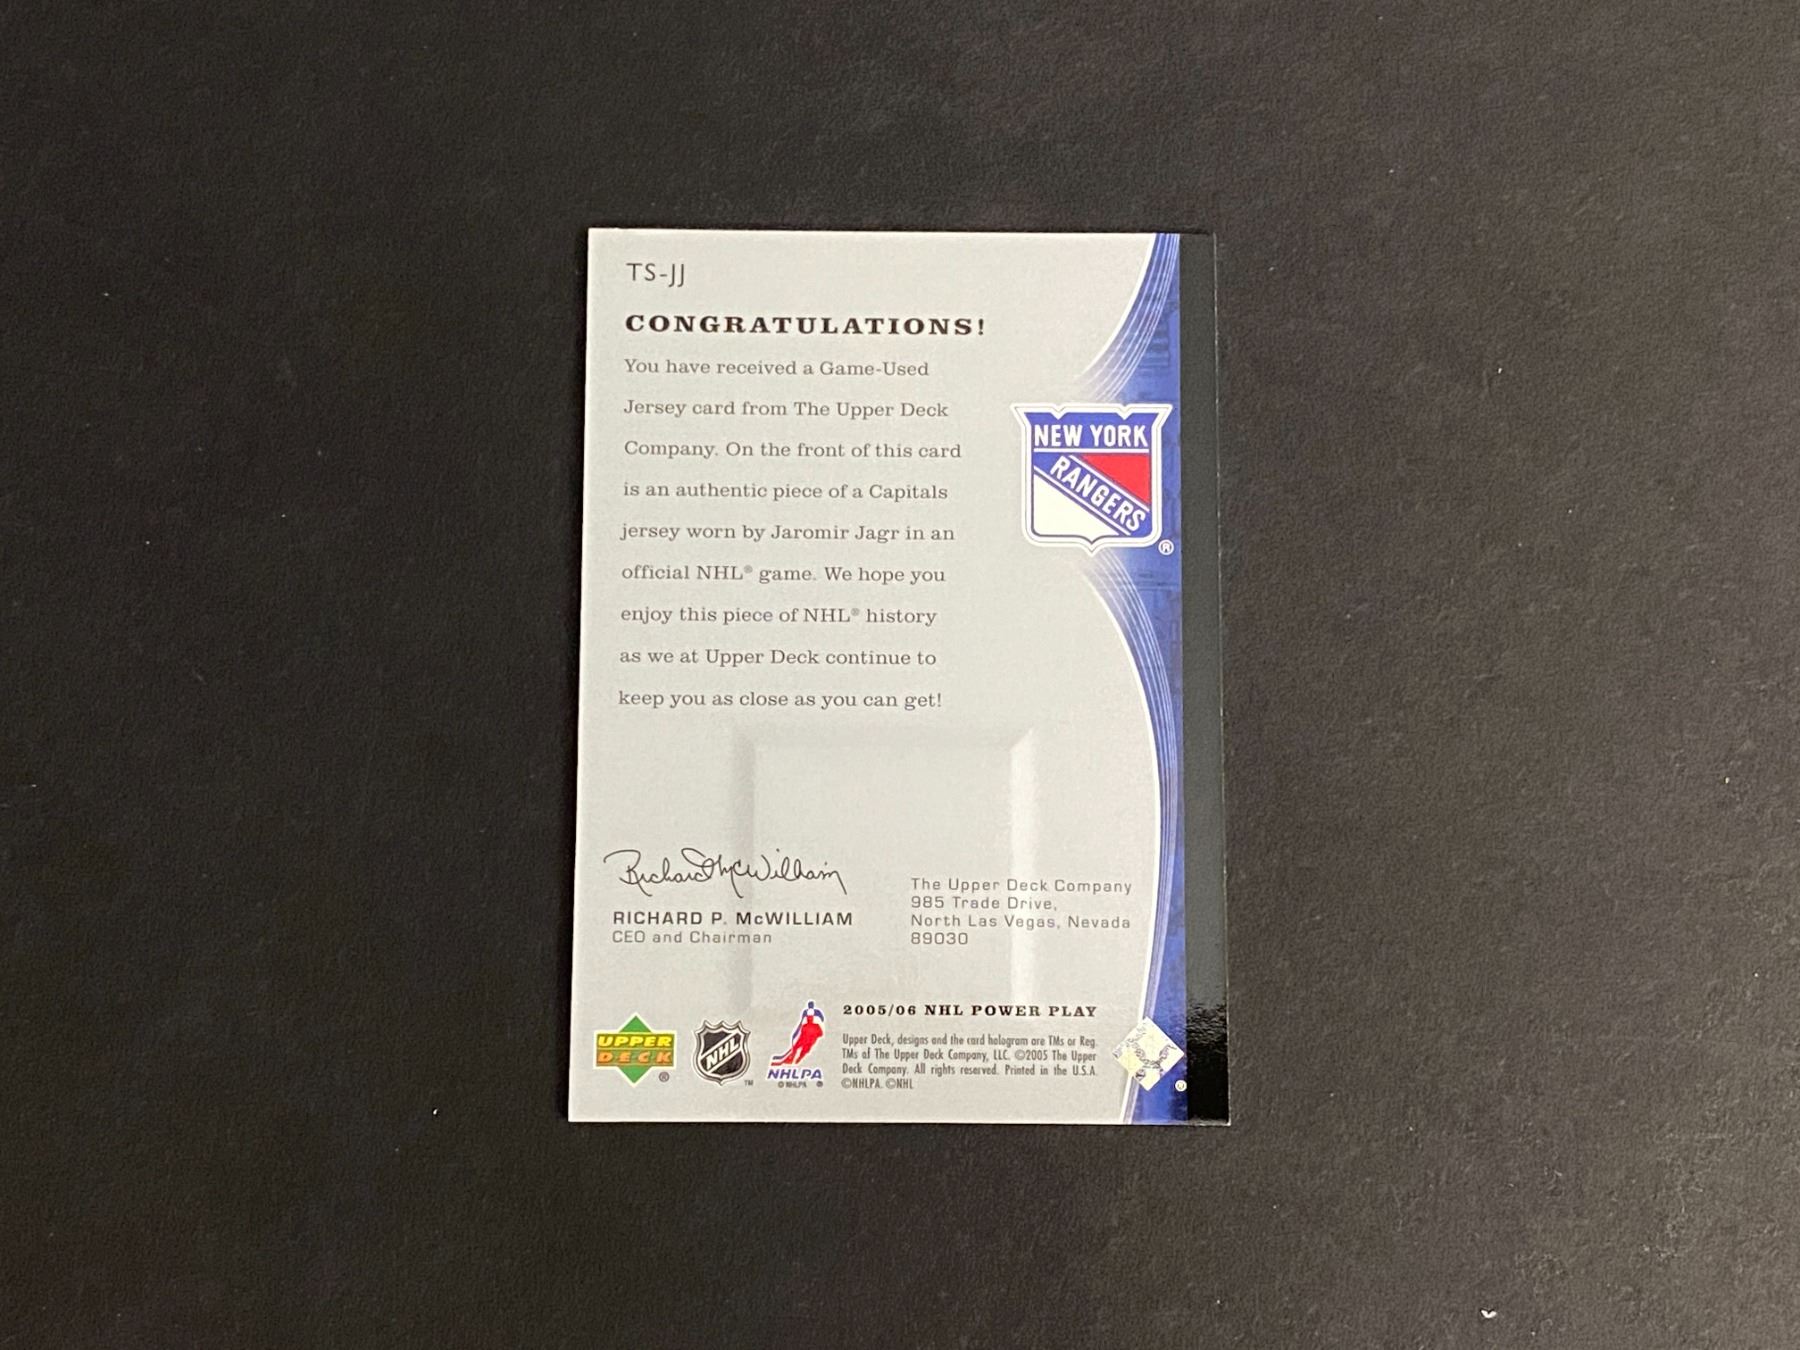 TS-JJ
CONGRATULATIONS!
You have received a Game-Used
Jersey card from The Upper Deck
Company. On the front of this card
is an authentic piece of a Capitals
jersey worn by Jaromir Jagr in an
official NHL® game. We hope you
enjoy this piece of NHL® history
as we at Upper Deck continue to
keep you as close as you can get!
NEW YORK
RANGERS
®
Richard McWilliam
RICHARD P. McWILLIAM
CEO and Chairman
The Upper Deck Company
985 Trade Drive,
North Las Vegas, Nevada
89030
UPPER
DECK
®
NHL
™
NHLPA
© NHLPA ®
2005/06 NHL POWER PLAY
Upper Deck, designs and the card hologram are TMs or Reg.
TMs of The Upper Deck Company, LLC. ©2005 The Upper
Deck Company. All rights reserved. Printed in the U.S.A.
©NHLPA. ©NHL
®